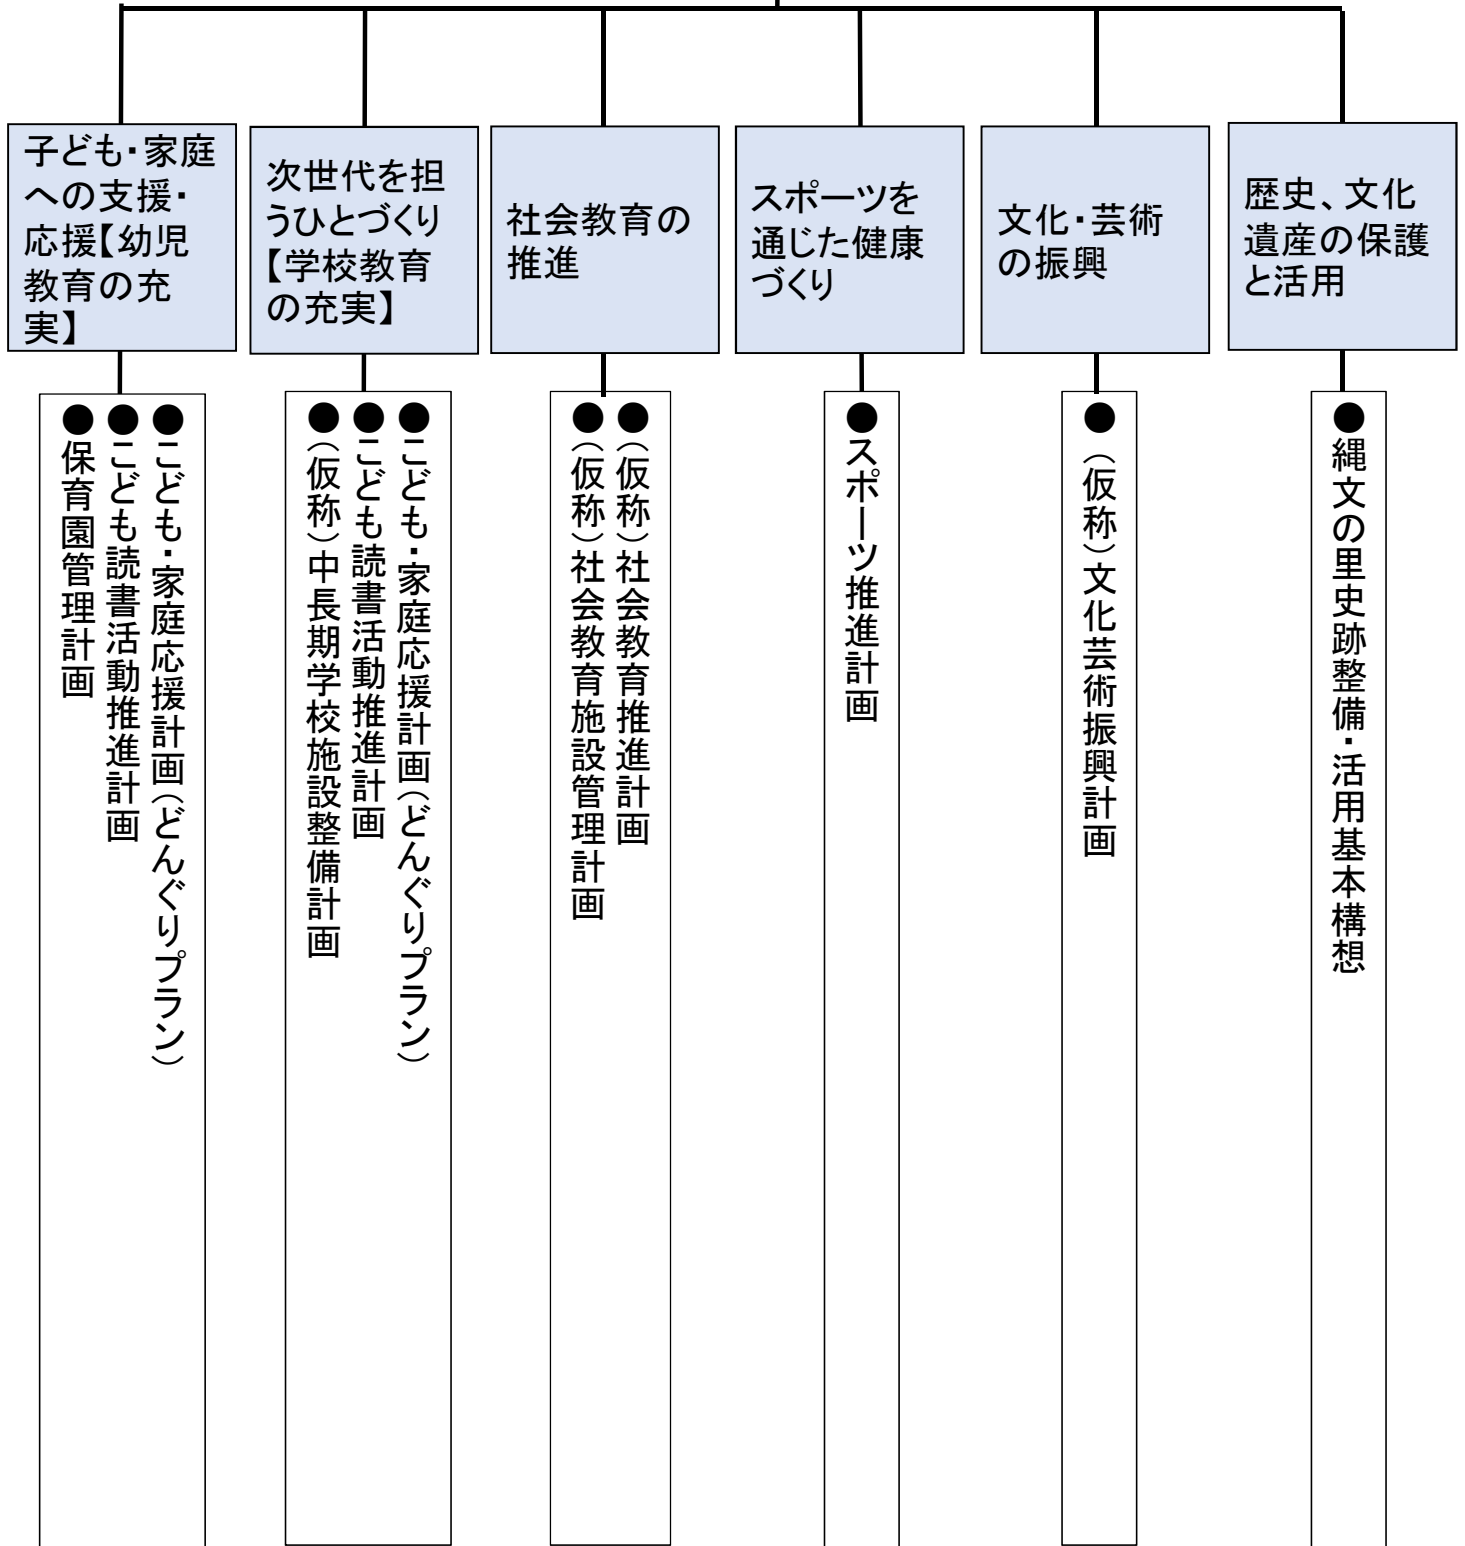 子ども・家庭
への支援・
応援【幼児
教育の充
実】
次世代を担
うひとづくり
【学校教育
の充実】
社会教育の
推進
スポーツを
通じた健康
づくり
文化・芸術
の振興
歴史、文化
遺産の保護
と活用
●こども・家庭応援計画(どんぐりプラン)
●こども読書活動推進計画
●保育園管理計画
●こども・家庭応援計画(どんぐりプラン)
●こども読書活動推進計画
●(仮称)中長期学校施設整備計画
●(仮称)社会教育推進計画
●(仮称)社会教育施設管理計画
●スポーツ推進計画
●(仮称)文化芸術振興計画
●縄文の里史跡整備・活用基本構想